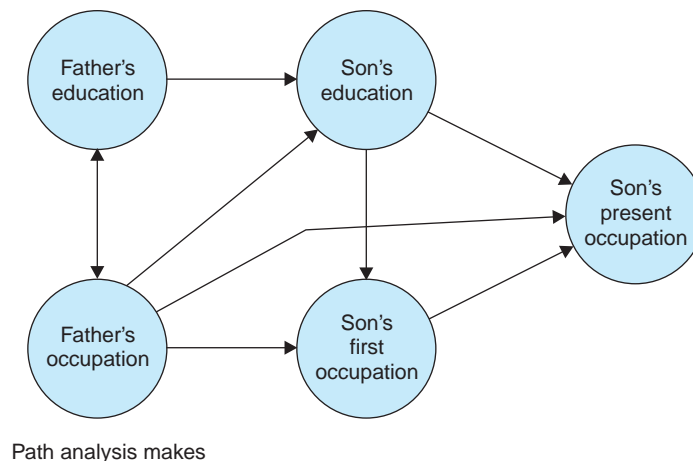 Father's
education
Son's
education
Son's
present
occupation
Father's
occupation
Son's
first
occupation
Path analysis makes